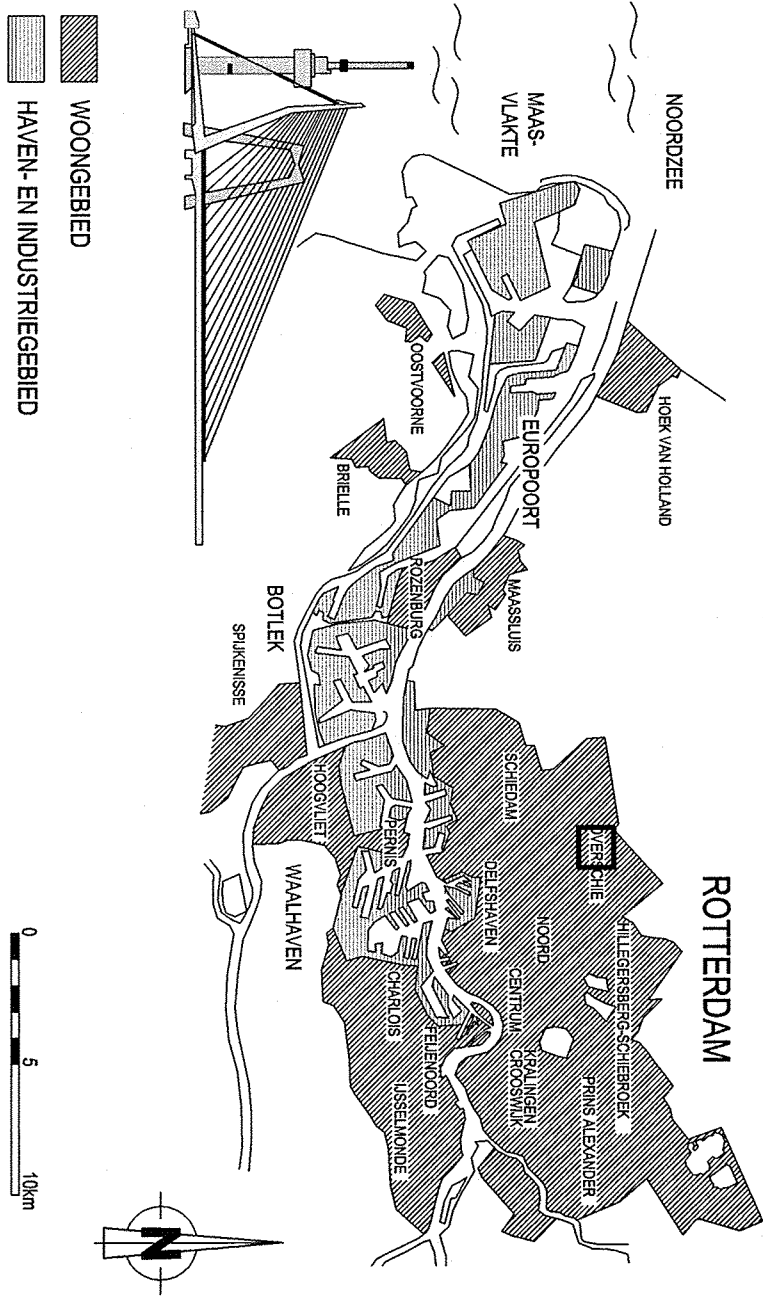 ROTTERDAM
NOORDZEE
MAAS-
VLAKTE
HOEK VAN HOLLAND
EUROPOORT
OOSTVOORNE
BRIELLE
MAASSLUIS
ROZENBURG
BOTLEK
SPIJKENISSE
SCHIEDAM
OVERSCHIE
HILLEGERSBERG-SCHIEBROEK
HOOGVLIET
PERNIS
DELFSHAVEN
NOORD
PRINS ALEXANDER
CENTRUM
KRALINGEN
CROOSWIJK
WAALHAVEN
CHARLOIS
FEIJENOORD
IJSSELMONDE
WOONGEBIED
HAVEN- EN INDUSTRIEGEBIED
0 5 10km
N